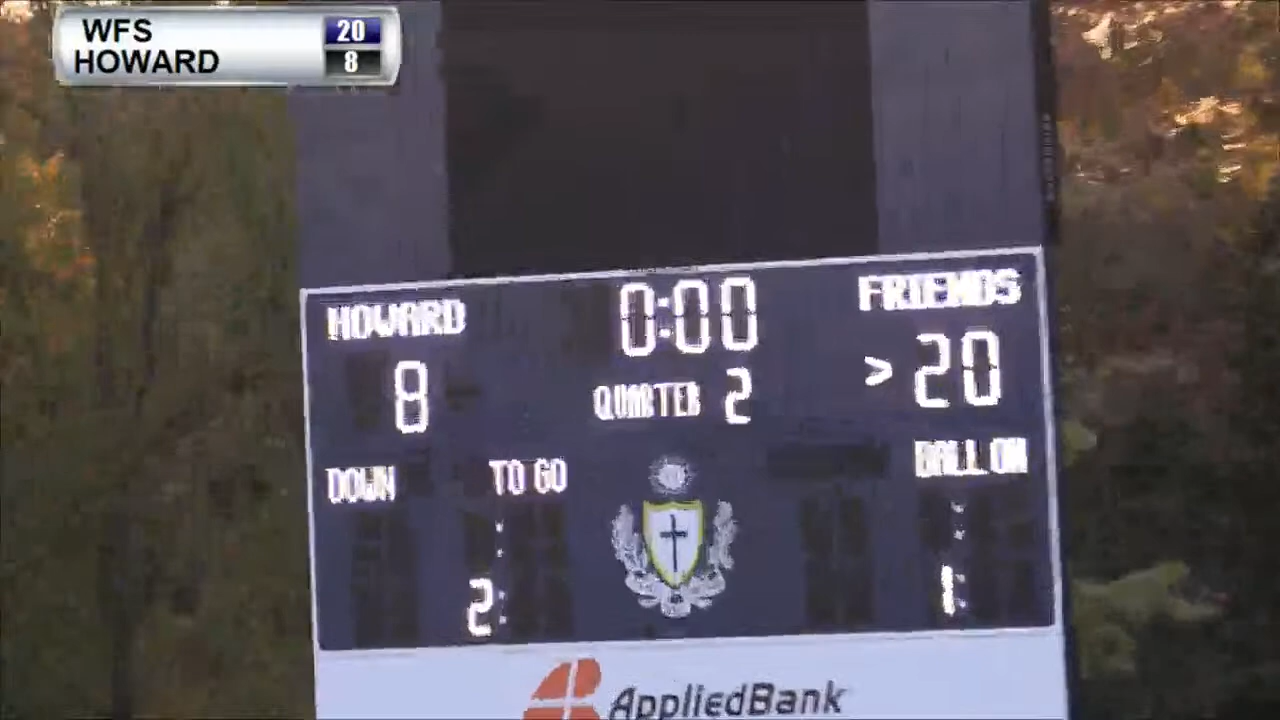 WFS 20
HOWARD 8
HOWARD 0:00 FRIENDS
8 QUARTER 2 > 20
DOWN TO GO BALL ON
2: 1:
AppliedBank